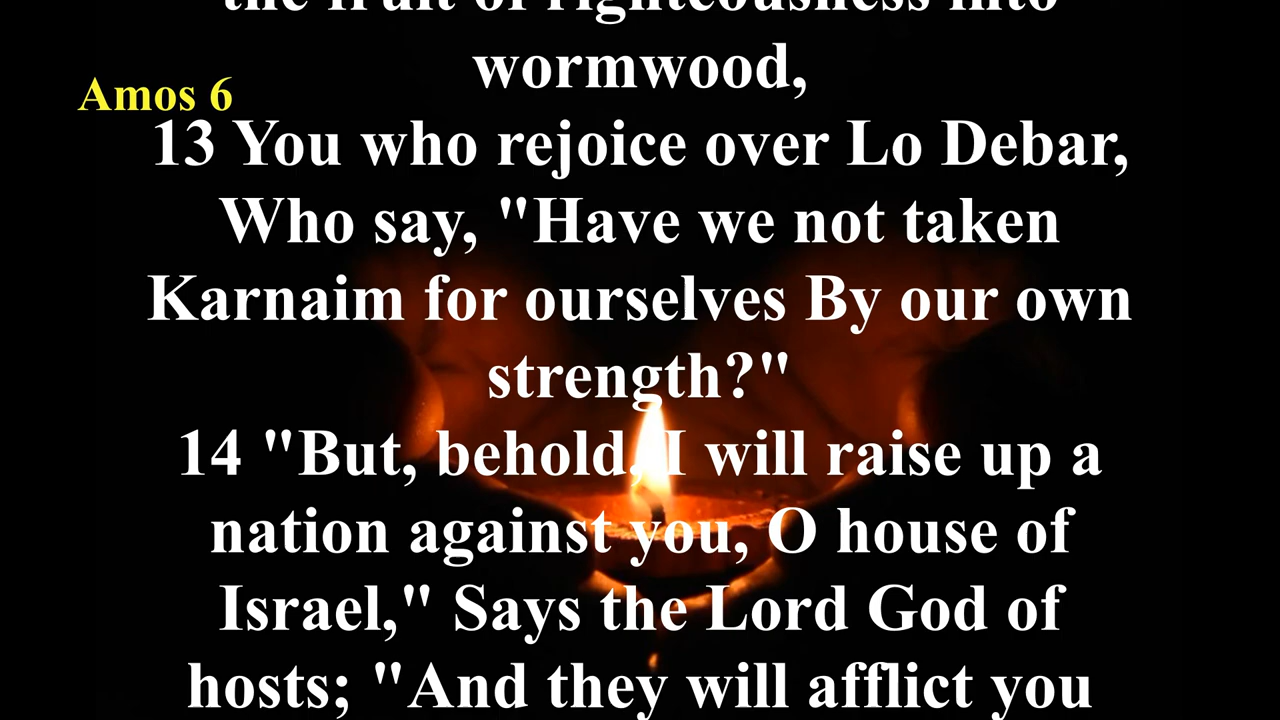 the fruit of righteousness into
wormwood,
Amos 6
13 You who rejoice over Lo Debar,
Who say, "Have we not taken
Karnaim for ourselves By our own
strength?"
14 "But, behold, I will raise up a
nation against you, O house of
Israel," Says the Lord God of
hosts; "And they will afflict you